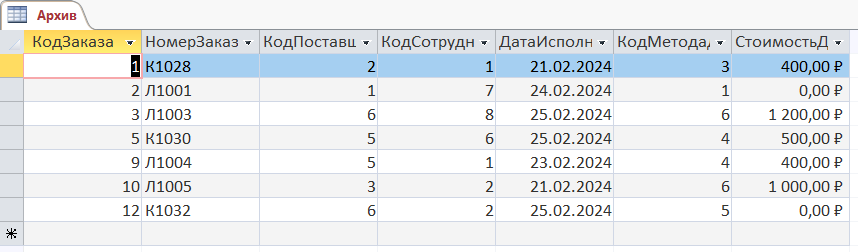 Архив
КодЗаказа НомерЗаказ КодПоставщ КодСотрудн ДатаИсполн КодМетодаД СтоимостьД
1 К1028 2 1 21.02.2024 3 400,00 ₽
2 Л1001 1 7 24.02.2024 1 0,00 ₽
3 Л1003 6 8 25.02.2024 6 1 200,00 ₽
5 К1030 5 6 25.02.2024 4 500,00 ₽
9 Л1004 5 1 23.02.2024 4 400,00 ₽
10 Л1005 3 2 21.02.2024 6 1 000,00 ₽
12 К1032 6 2 25.02.2024 5 0,00 ₽